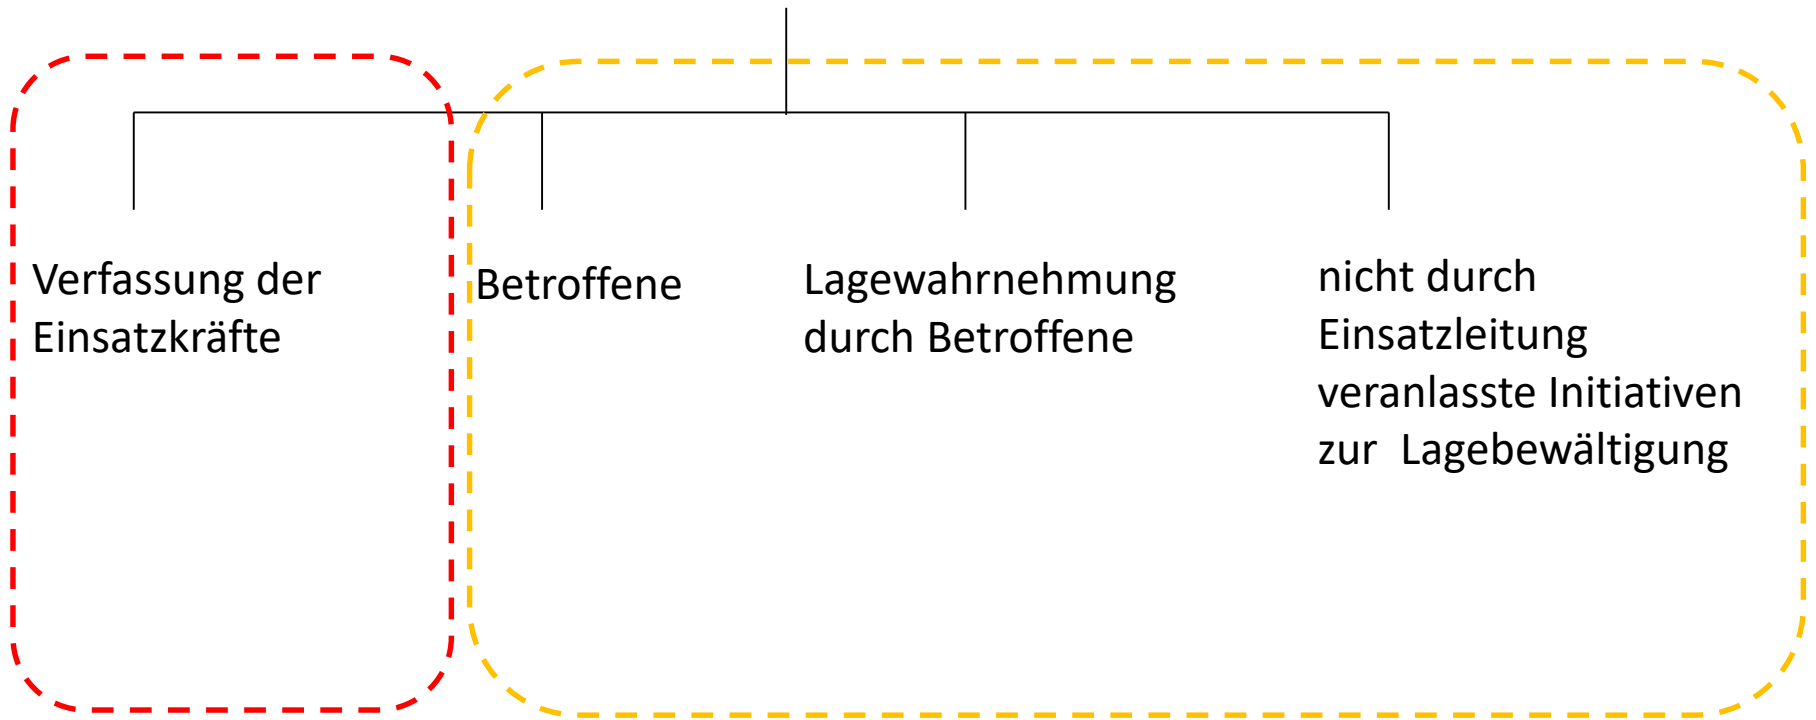 Verfassung der
Einsatzkräfte
Betroffene
Lagewahrnehmung
durch Betroffene
nicht durch
Einsatzleitung
veranlasste Initiativen
zur  Lagebewältigung